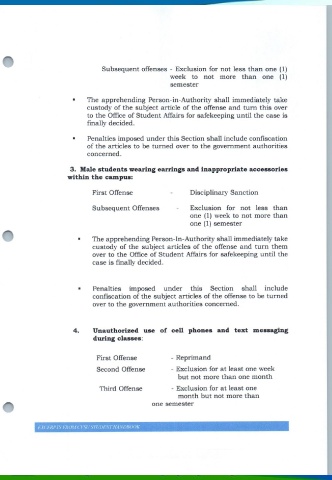 Subsequent offenses - Exclusion for not less than one (1)
week to not more than one (1)
semester
• The apprehending Person-in-Authority shall immediately take
custody of the subject article of the offense and turn this over
to the Office of Student Affairs for safekeeping until the case is
finally decided.
• Penalties imposed under this Section shall include confiscation
of the articles to be turned over to the government authorities
concerned.
3. Male students wearing earrings and inappropriate accessories
within the campus:
First Offense - Disciplinary Sanction
Subsequent Offenses - Exclusion for not less than
one (1) week to not more than
one (1) semester
• The apprehending Person-In-Authority shall immediately take
custody of the subject articles of the offense and turn them
over to the Office of Student Affairs for safekeeping until the
case is finally decided.
• Penalties imposed under this Section shall include
confiscation of the subject articles of the offense to be turned
over to the government authorities concerned.
4. Unauthorized use of cell phones and text messaging
during classes:
First Offense - Reprimand
Second Offense - Exclusion for at least one week
but not more than one month
Third Offense - Exclusion for at least one
month but not more than
one semester
STUDENT HANDBOOK